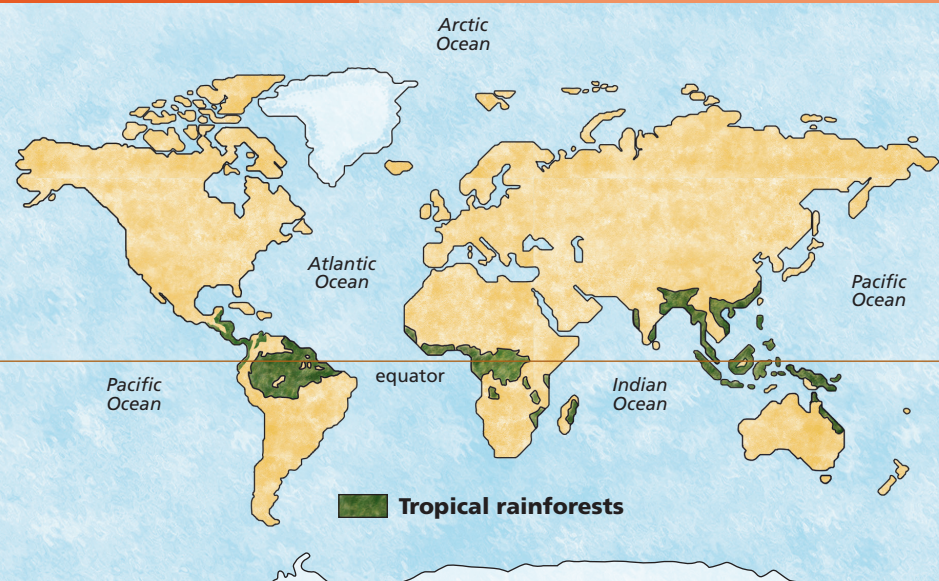 Arctic
Ocean
Atlantic
Ocean
Pacific
Ocean
equator
Pacific
Ocean
Indian
Ocean
Tropical rainforests